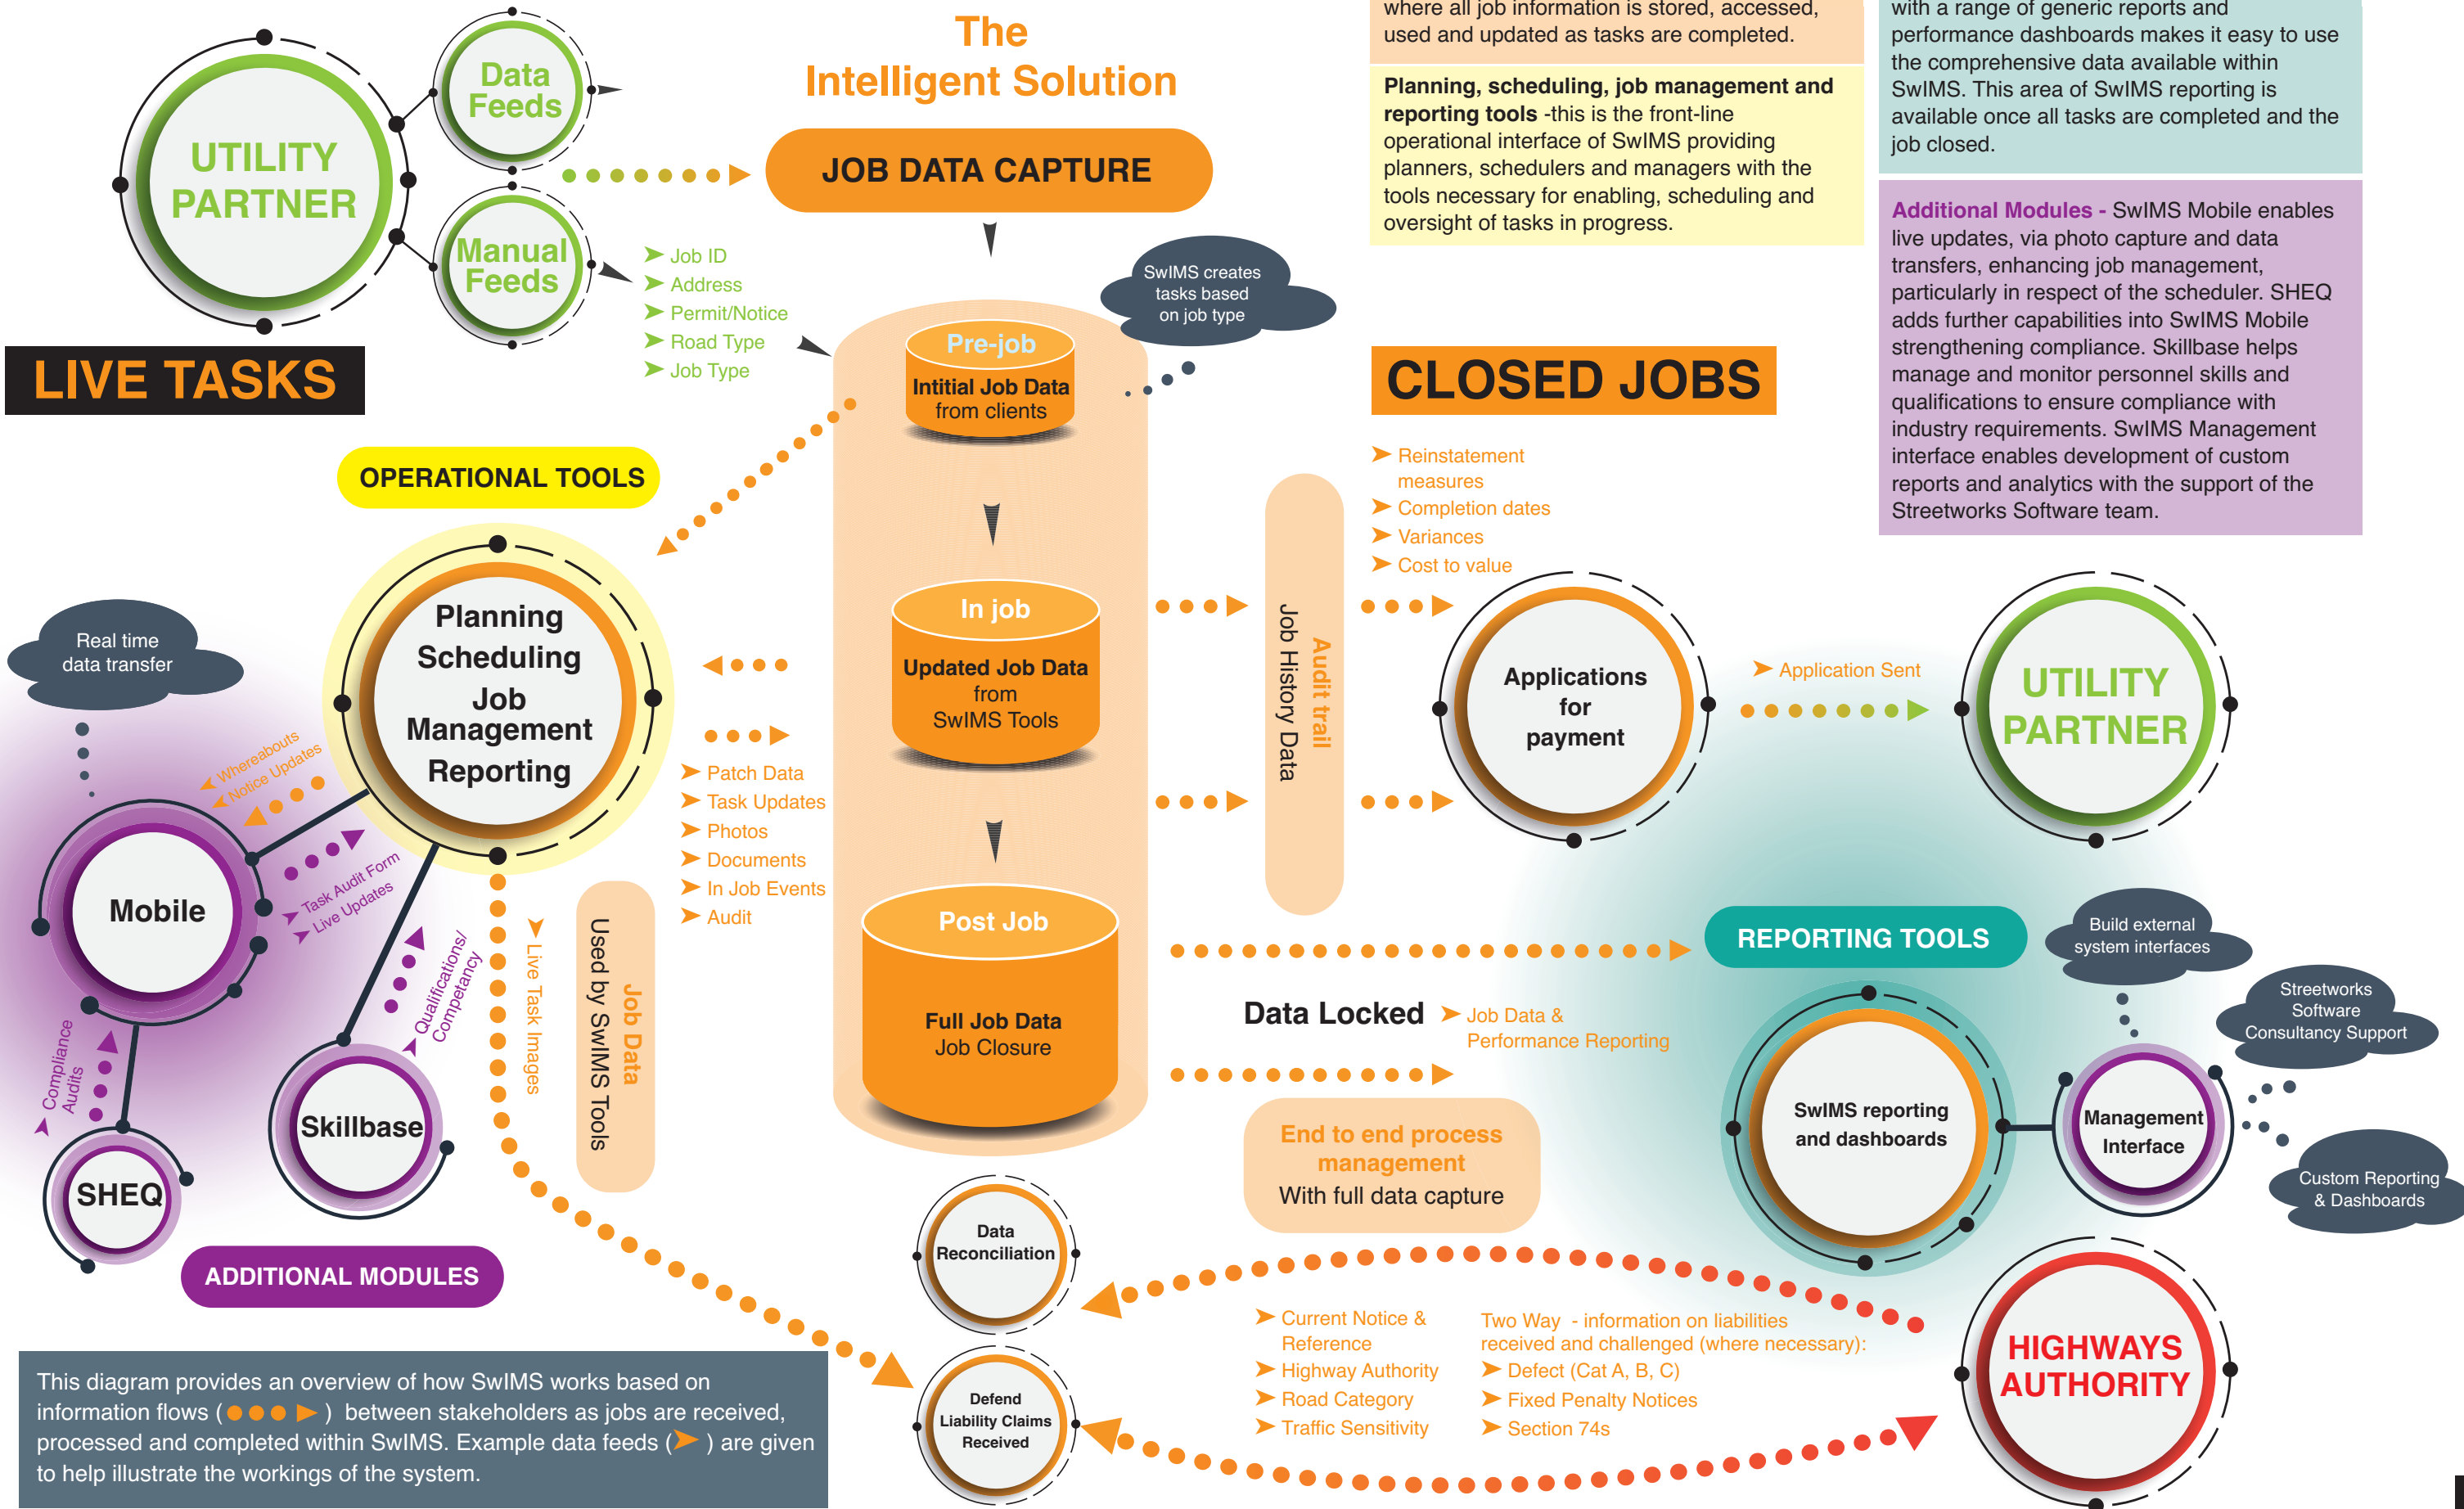 The
Intelligent Solution
JOB DATA CAPTURE
UTILITY
PARTNER
Data
Feeds
Manual
Feeds
Job ID
Address
Permit/Notice
Road Type
Job Type
LIVE TASKS
where all job information is stored, accessed,
used and updated as tasks are completed.
Planning, scheduling, job management and
reporting tools -this is the front-line
operational interface of SwIMS providing
planners, schedulers and managers with the
tools necessary for enabling, scheduling and
oversight of tasks in progress.
with a range of generic reports and
performance dashboards makes it easy to use
the comprehensive data available within
SwIMS. This area of SwIMS reporting is
available once all tasks are completed and the
job closed.
Additional Modules - SwIMS Mobile enables
live updates, via photo capture and data
transfers, enhancing job management,
particularly in respect of the scheduler. SHEQ
adds further capabilities into SwIMS Mobile
strengthening compliance. Skillbase helps
manage and monitor personnel skills and
qualifications to ensure compliance with
industry requirements. SwIMS Management
interface enables development of custom
reports and analytics with the support of the
Streetworks Software team.
SwIMS creates
tasks based
on job type
Pre-job
Intitial Job Data
from clients
CLOSED JOBS
OPERATIONAL TOOLS
Planning
Scheduling
Job
Management
Reporting
Real time
data transfer
Whereabouts
Notice Updates
Mobile
Task Audit Form
Live Updates
Qualifications/
Competancy
Compliance
Audits
SHEQ
Skillbase
ADDITIONAL MODULES
Live Task Images
Job Data
Used by SwIMS Tools
Patch Data
Task Updates
Photos
Documents
In Job Events
Audit
In job
Updated Job Data
from
SwIMS Tools
Post Job
Full Job Data
Job Closure
Audit trail
Job History Data
Reinstatement
measures
Completion dates
Variances
Cost to value
Applications
for
payment
Application Sent
UTILITY
PARTNER
REPORTING TOOLS
Data Locked
Job Data &
Performance Reporting
End to end process
management
With full data capture
SwIMS reporting
and dashboards
Management
Interface
Build external
system interfaces
Streetworks
Software
Consultancy Support
Custom Reporting
& Dashboards
Data
Reconciliation
Defend
Liability Claims
Received
Current Notice &
Reference
Highway Authority
Road Category
Traffic Sensitivity
Two Way - information on liabilities
received and challenged (where necessary):
Defect (Cat A, B, C)
Fixed Penalty Notices
Section 74s
HIGHWAYS
AUTHORITY
This diagram provides an overview of how SwIMS works based on
information flows ( ) between stakeholders as jobs are received,
processed and completed within SwIMS. Example data feeds ( ) are given
to help illustrate the workings of the system.